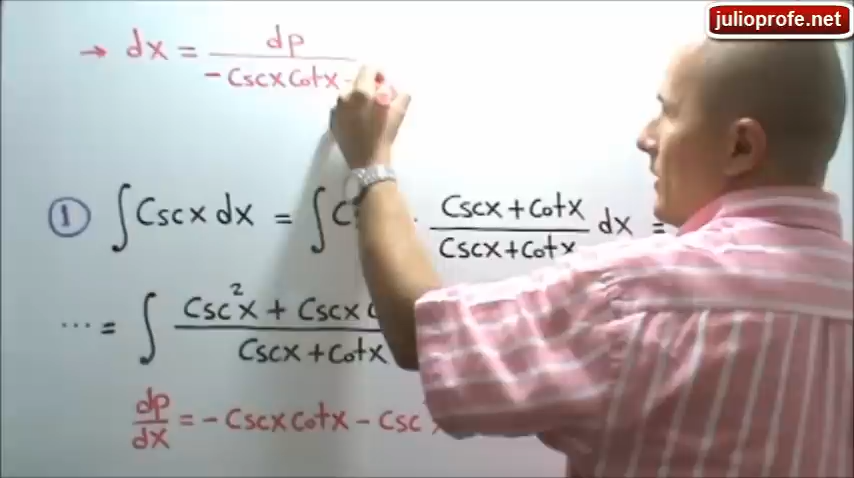 julioprofe.net
→ dx = dp / -Cscx Cotx -
① ∫Cscx dx = ∫C · Cscx + Cotx / Cscx + Cotx dx =
... = ∫ Csc²x + Cscx / Cscx + Cotx
dp/dx = - Cscx Cotx - Csc